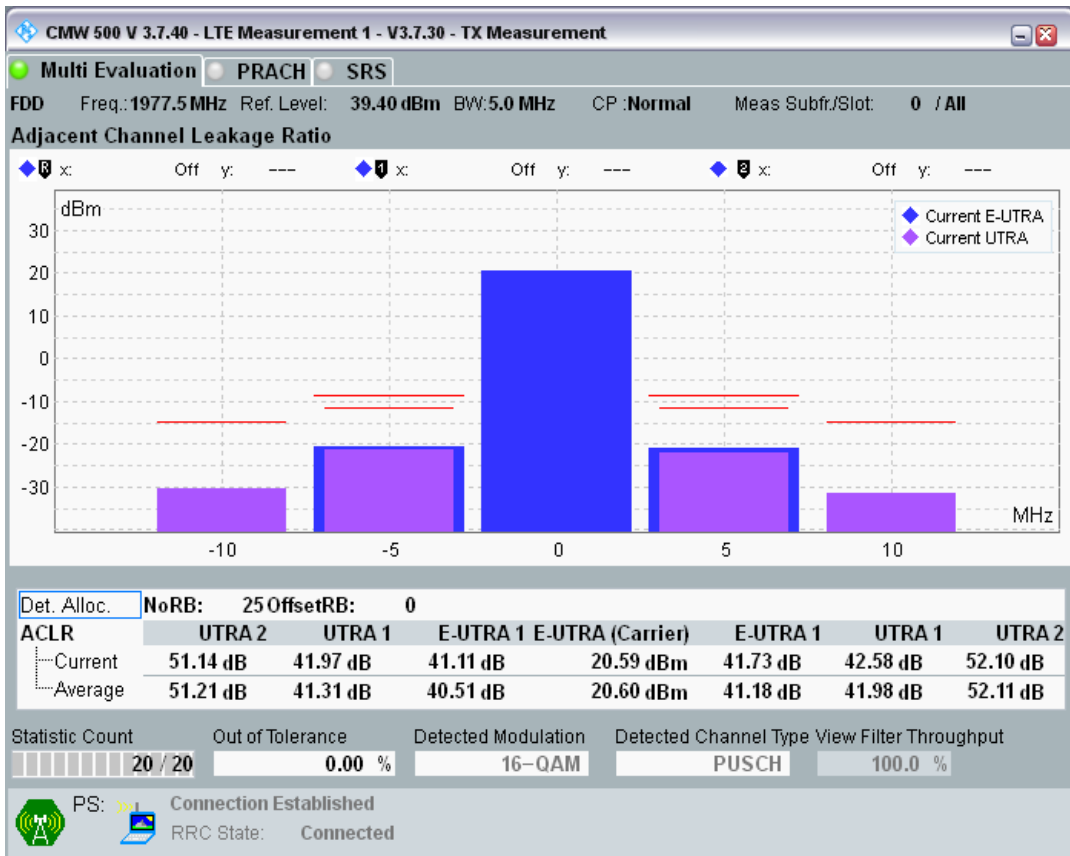 CMW 500 V 3.7.40 - LTE Measurement 1 - V3.7.30 - TX Measurement
Multi Evaluation PRACH SRS
FDD Freq.:1977.5 MHz Ref. Level: 39.40 dBm BW:5.0 MHz CP :Normal Meas Subfr./Slot: 0 / All
Adjacent Channel Leakage Ratio
R x: Off y: --- 1 x: Off y: --- 2 x: Off y: ---
dBm
Current E-UTRA
Current UTRA
30
20
10
0
-10
-20
-30
MHz
-10 -5 0 5 10
Det. Alloc. NoRB: 25 OffsetRB: 0
ACLR UTRA 2 UTRA 1 E-UTRA 1 E-UTRA (Carrier) E-UTRA 1 UTRA 1 UTRA 2
Current 51.14 dB 41.97 dB 41.11 dB 20.59 dBm 41.73 dB 42.58 dB 52.10 dB
Average 51.21 dB 41.31 dB 40.51 dB 20.60 dBm 41.18 dB 41.98 dB 52.11 dB
Statistic Count Out of Tolerance Detected Modulation Detected Channel Type View Filter Throughput
20 / 20 0.00 % 16-QAM PUSCH 100.0 %
PS: Connection Established
RRC State: Connected